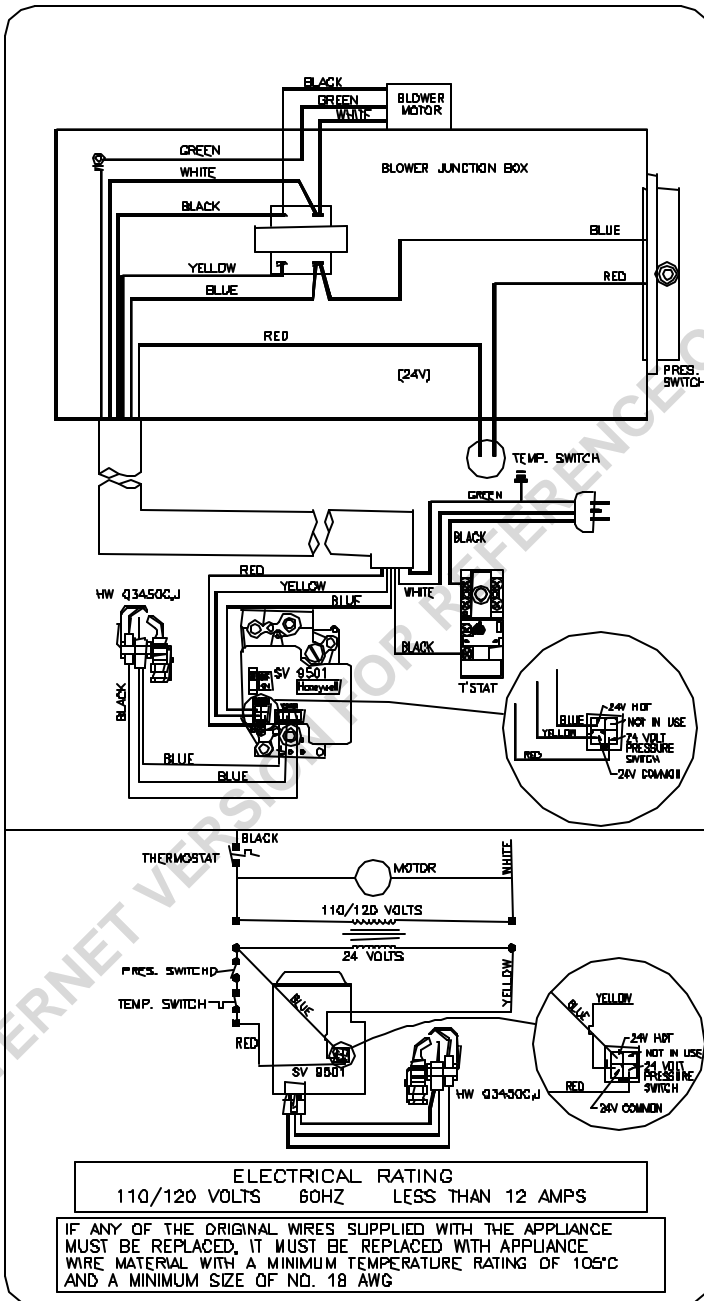 BLACK
GREEN
WHITE
BLOWER
MOTOR
GREEN
WHITE
BLACK
BLOWER JUNCTION BOX
BLUE
YELLOW
BLUE
RED
RED
[24V]
PRES.
SWITCH
TEMP. SWITCH
GREEN
BLACK
RED
YELLOW
BLUE
WHITE
HW Q3450C,J
BLACK
BLACK
SV 9501
Honeywell
T'STAT
BLUE
BLUE
24V HOT
BLUE
NOT IN USE
YELLOW
24 VOLT
PRESSURE
SWITCH
RED
24V COMMON
BLACK
THERMOSTAT
MOTOR
WHITE
110/120 VOLTS
24 VOLTS
PRES. SWITCH
TEMP. SWITCH
BLUE
YELLOW
RED
SV 9501
HW Q3450C,J
BLUE
YELLOW
24V HOT
NOT IN USE
24 VOLT
PRESSURE
SWITCH
RED
24V COMMON
ELECTRICAL RATING
110/120 VOLTS 60HZ LESS THAN 12 AMPS
IF ANY OF THE ORIGINAL WIRES SUPPLIED WITH THE APPLIANCE
MUST BE REPLACED, IT MUST BE REPLACED WITH APPLIANCE
WIRE MATERIAL WITH A MINIMUM TEMPERATURE RATING OF 105°C
AND A MINIMUM SIZE OF NO. 18 AWG
ERNET VERSION FOR REFERENCE O